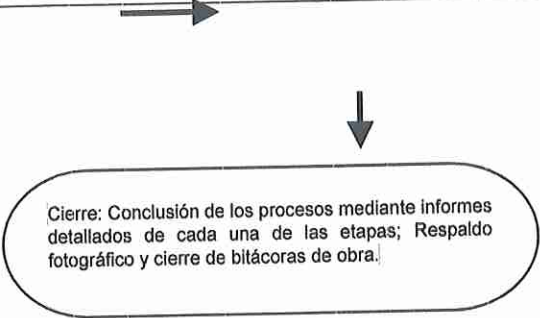 Cierre: Conclusión de los procesos mediante informes
detallados de cada una de las etapas; Respaldo
fotográfico y cierre de bitácoras de obra.